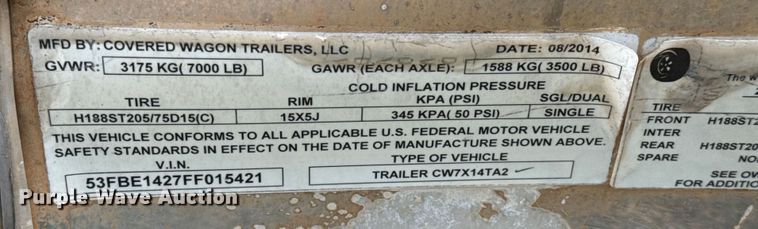 MFD BY: COVERED WAGON TRAILERS, LLC DATE: 08/2014
GVWR: 3175 KG( 7000 LB) GAWR (EACH AXLE): 1588 KG( 3500 LB)
COLD INFLATION PRESSURE
TIRE RIM KPA (PSI) SGL/DUAL
H188ST205/75D15(C) 15X5J 345 KPA( 50 PSI) SINGLE
THIS VEHICLE CONFORMS TO ALL APPLICABLE U.S. FEDERAL MOTOR VEHICLE
SAFETY STANDARDS IN EFFECT ON THE DATE OF MANUFACTURE SHOWN ABOVE.
V.I.N. TYPE OF VEHICLE
53FBE1427FF015421 TRAILER CW7X14TA2
The
TIRE
FRONT H188ST
INTER
REAR H188ST20
SPARE
SEE OW
FOR ADDITIO
Purple Wave Auction